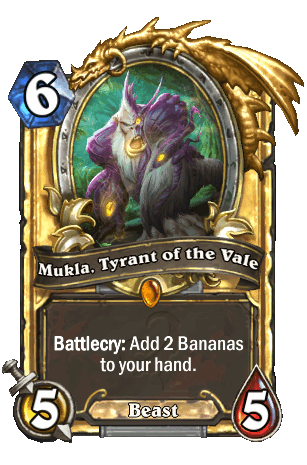 6
Mukla, Tyrant of the Vale
Battlecry: Add 2 Bananas
to your hand.
5
Beast
5